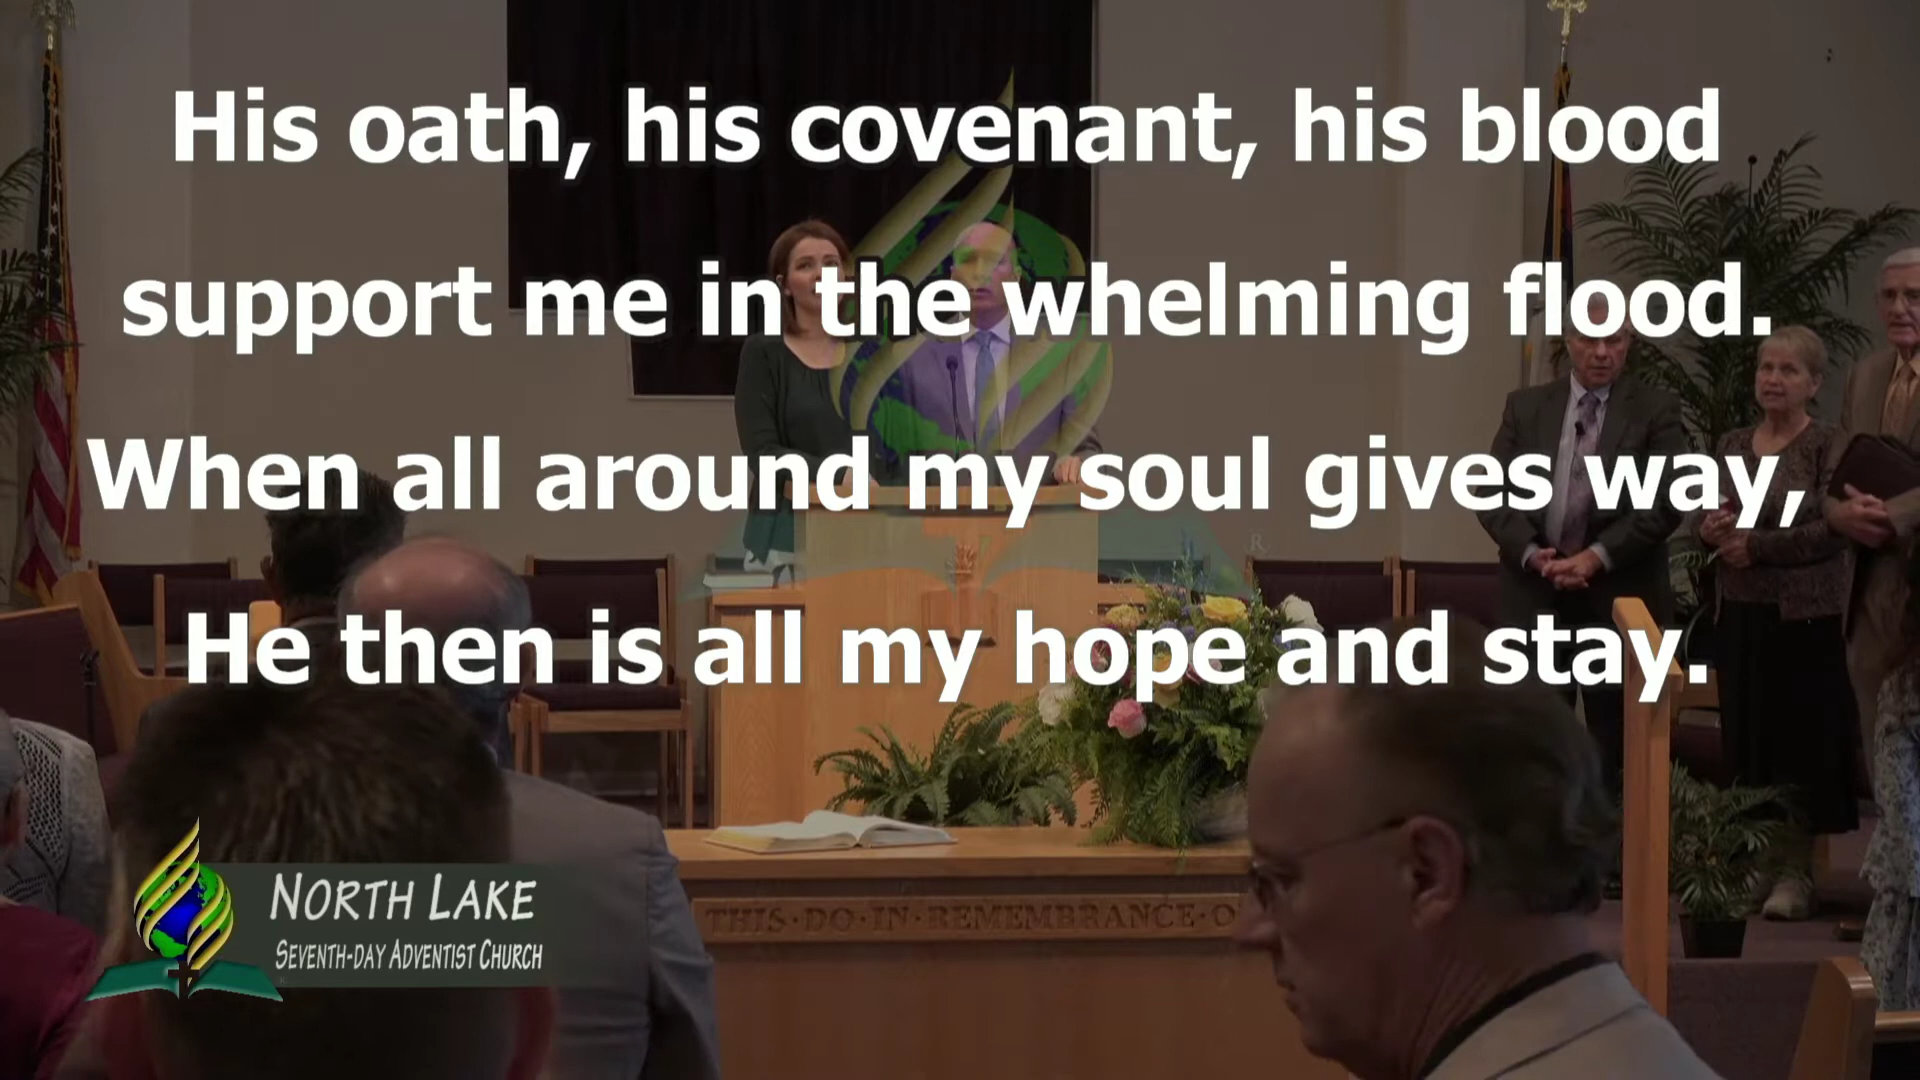 His oath, his covenant, his blood
support me in the whelming flood.
When all around my soul gives way,
He then is all my hope and stay.
R
THIS·DO·IN·REMEMBRANCE·O
NORTH LAKE
SEVENTH-DAY ADVENTIST CHURCH